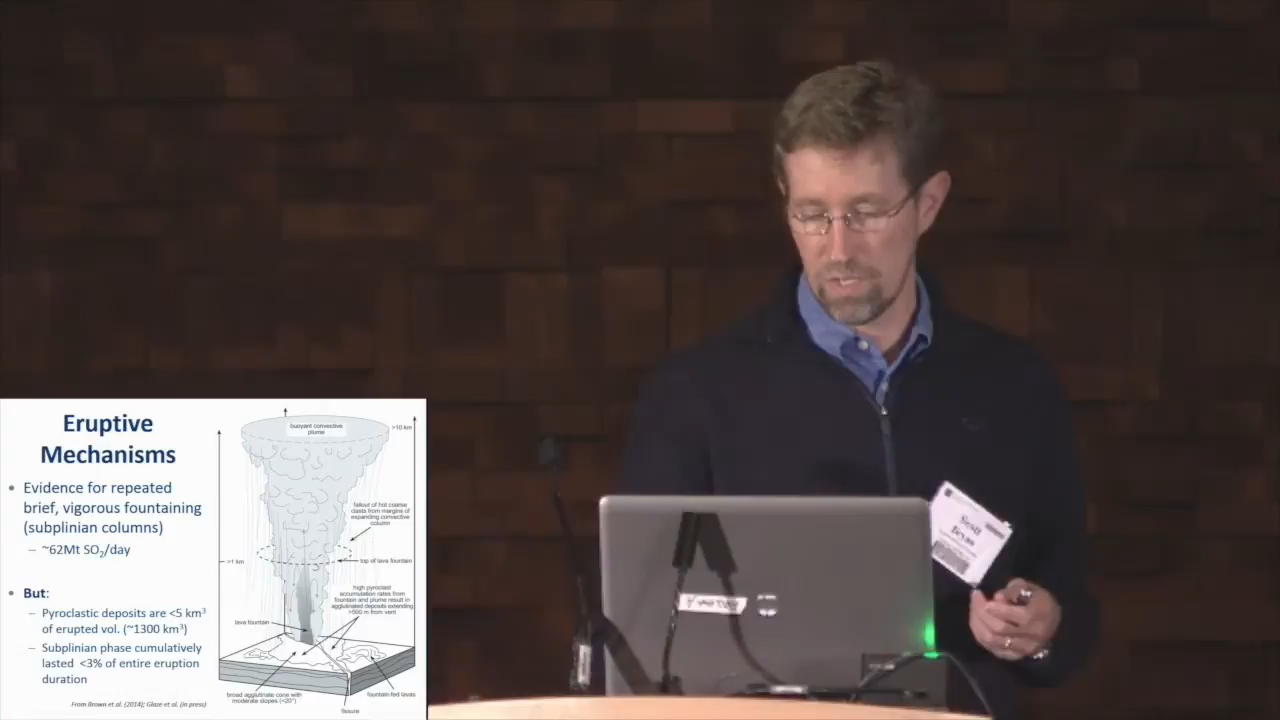 Eruptive
Mechanisms
• Evidence for repeated
brief, vigorous fountaining
(subplinian columns)
– ~62Mt SO₂/day
• But:
– Pyroclastic deposits are <5 km³
of erupted vol. (~1300 km³)
– Subplinian phase cumulatively
lasted <3% of entire eruption
duration
From Brown et al. (2014); Glaze et al. (in press)
buoyant convective
plume
>10 km
fallout of hot coarse
clasts from margins of
expanding convective
column
>1 km
top of lava fountain
high pyroclast
accumulation rates from
fountain and plume result in
agglutinated deposits extending
>500 m from vent
lava fountain
broad agglutinate cone with
moderate slopes (<20°)
fountain-fed lavas
fissure
Scott